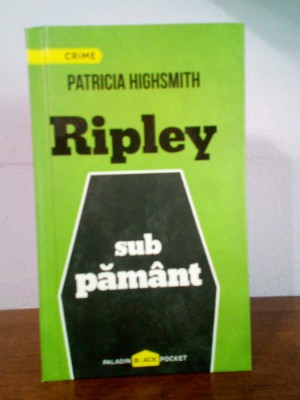 CRIME
PATRICIA HIGHSMITH
Ripley
sub
pământ
PALADIN BLACK POCKET